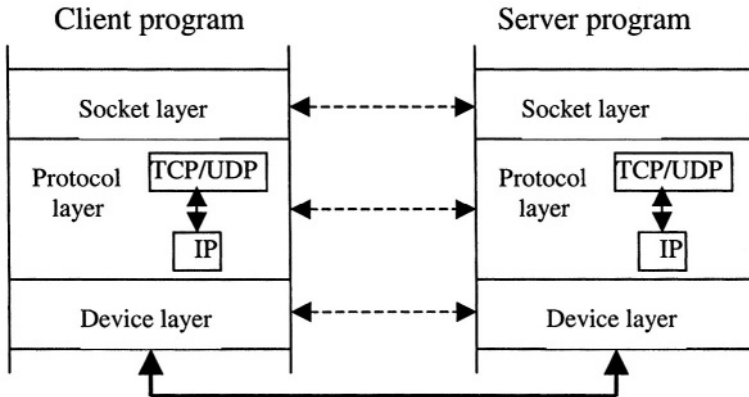 Client program
Socket layer
Protocol
layer
TCP/UDP
IP
Device layer
Server program
Socket layer
Protocol
layer
TCP/UDP
IP
Device layer